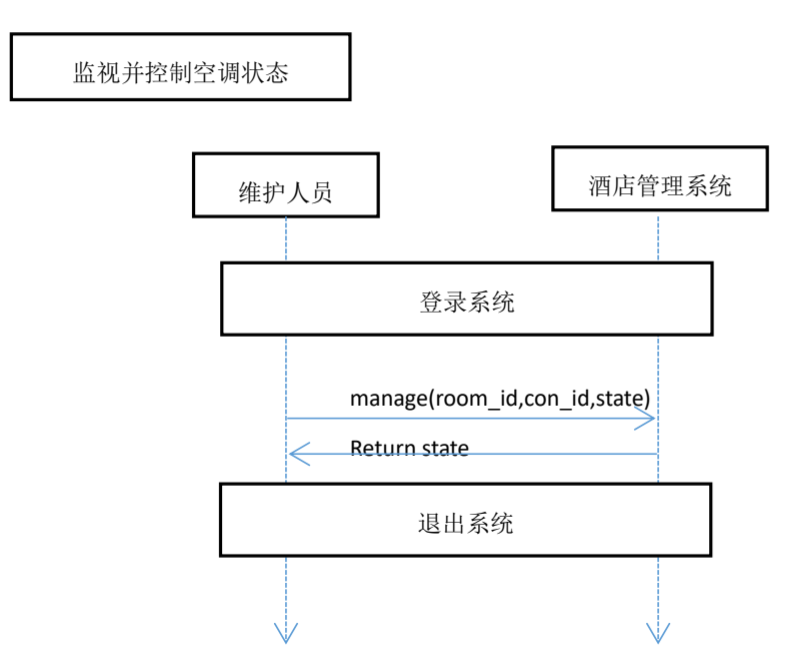 监视并控制空调状态
维护人员
酒店管理系统
登录系统
manage(room_id,con_id,state)
Return state
退出系统